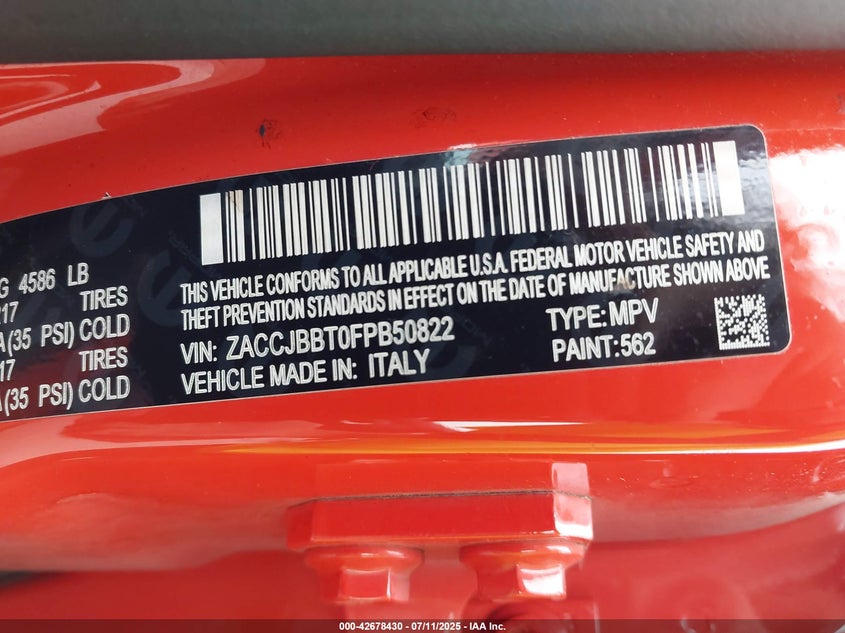 G 4586 LB
TIRES
(35 PSI) COLD
17 TIRES
(35 PSI) COLD
THIS VEHICLE CONFORMS TO ALL APPLICABLE U.S.A. FEDERAL MOTOR VEHICLE SAFETY AND
THEFT PREVENTION STANDARDS IN EFFECT ON THE DATE OF MANUFACTURE SHOWN ABOVE
VIN: ZACCJBBT0FPB50822 TYPE: MPV
VEHICLE MADE IN: ITALY PAINT: 562
000-42678430 - 07/11/2025 - IAA Inc.